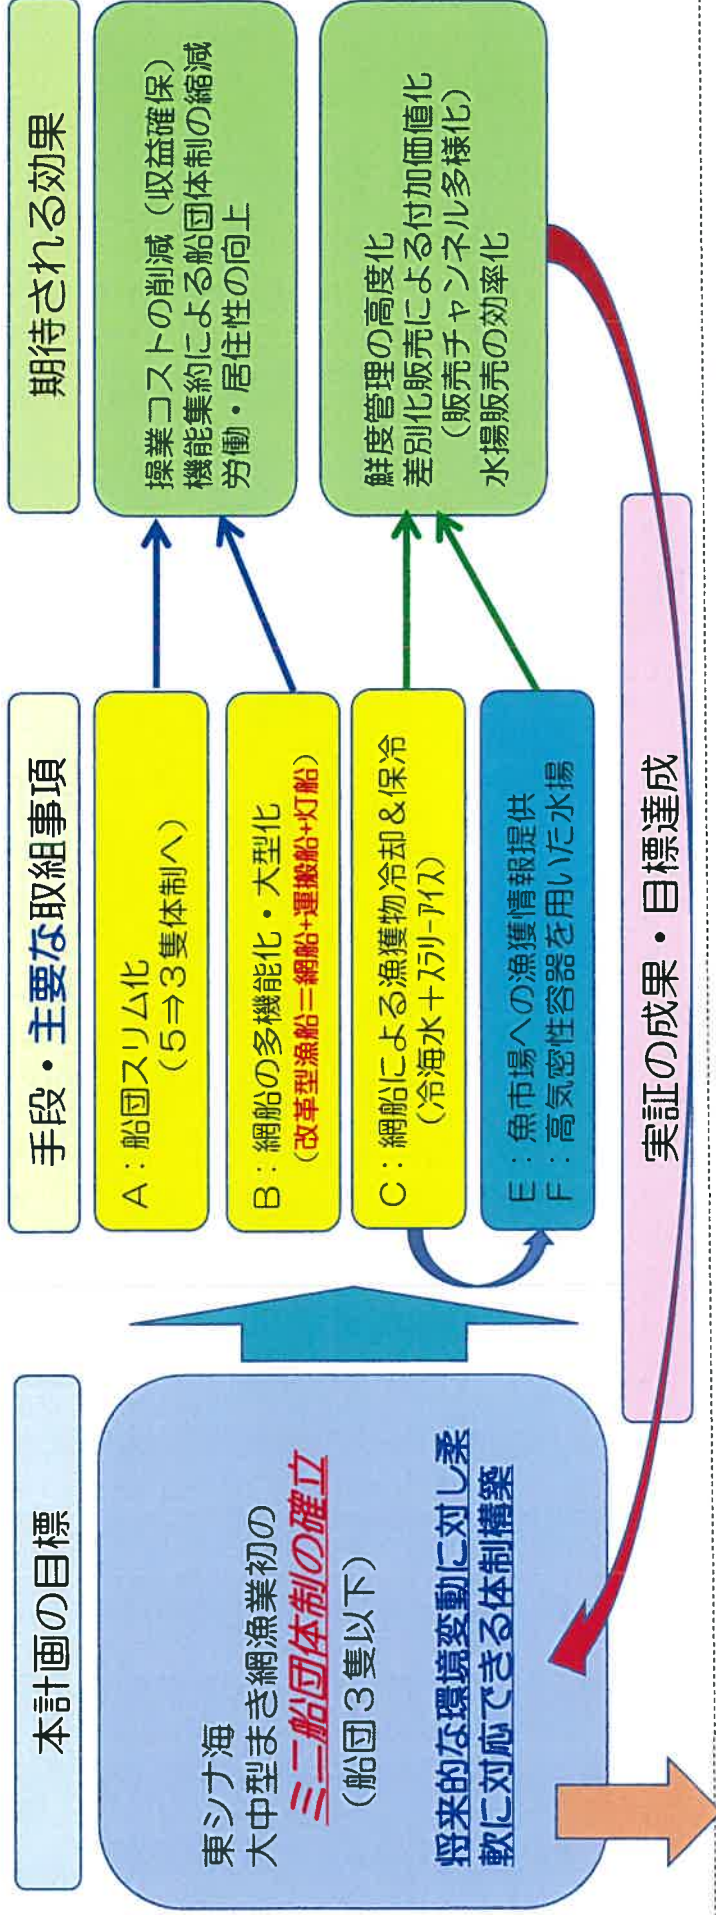 本計画の目標
東シナ海
大中型まき網漁業初の
ミニ船団体制の確立
(船団3隻以下)
将来的な環境変動に対し柔
軟に対応できる体制構築
手段・主要な取組事項
A:船団スリム化
(5⇒3隻体制へ)
B:網船の多機能化・大型化
(改革型漁船=網船+運搬船+灯船)
C:網船による漁獲物冷却&保冷
(冷海水+スラリーアイス)
E:魚市場への漁獲情報提供
F:高気密性容器を用いた水揚
期待される効果
操業コストの削減(収益確保)
機能集約による船団体制の縮減
労働・居住性の向上
鮮度管理の高度化
差別化販売による付加価値化
(販売チャンネル多様化)
水揚販売の効率化
実証の成果・目標達成